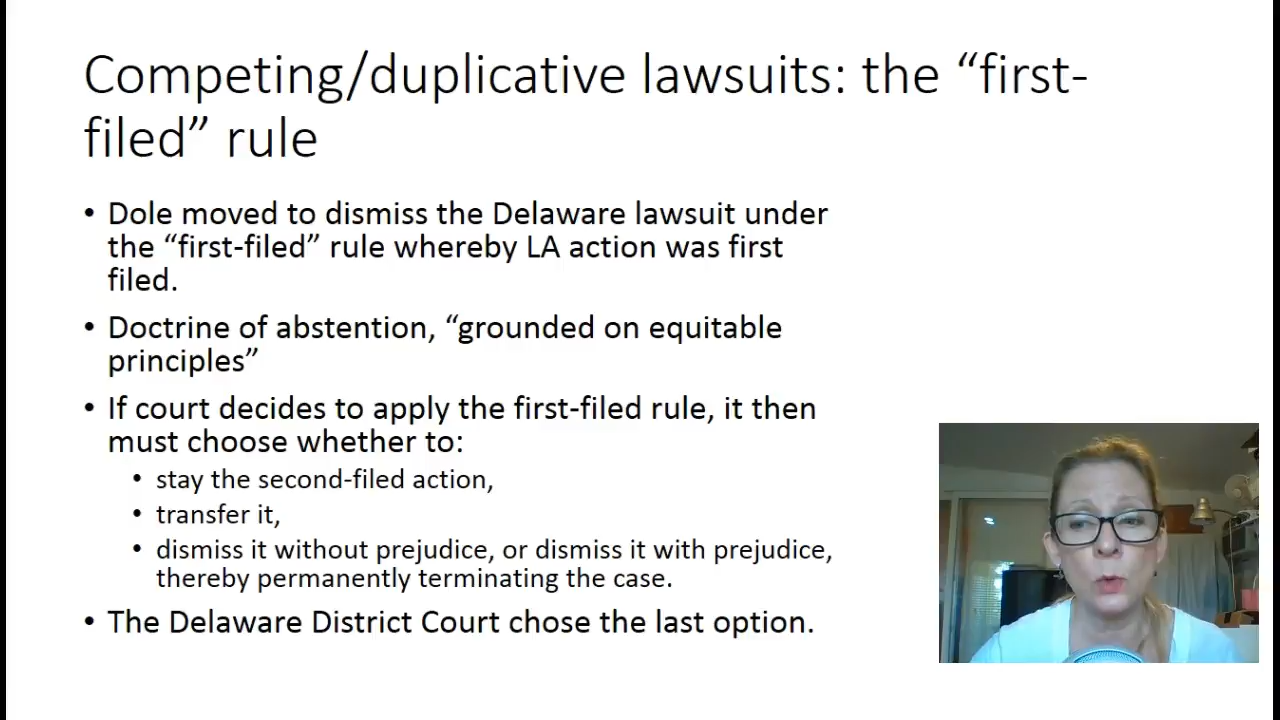 Competing/duplicative lawsuits: the “first-
filed” rule
• Dole moved to dismiss the Delaware lawsuit under
the “first-filed” rule whereby LA action was first
filed.
• Doctrine of abstention, “grounded on equitable
principles”
• If court decides to apply the first-filed rule, it then
must choose whether to:
• stay the second-filed action,
• transfer it,
• dismiss it without prejudice, or dismiss it with prejudice,
thereby permanently terminating the case.
• The Delaware District Court chose the last option.